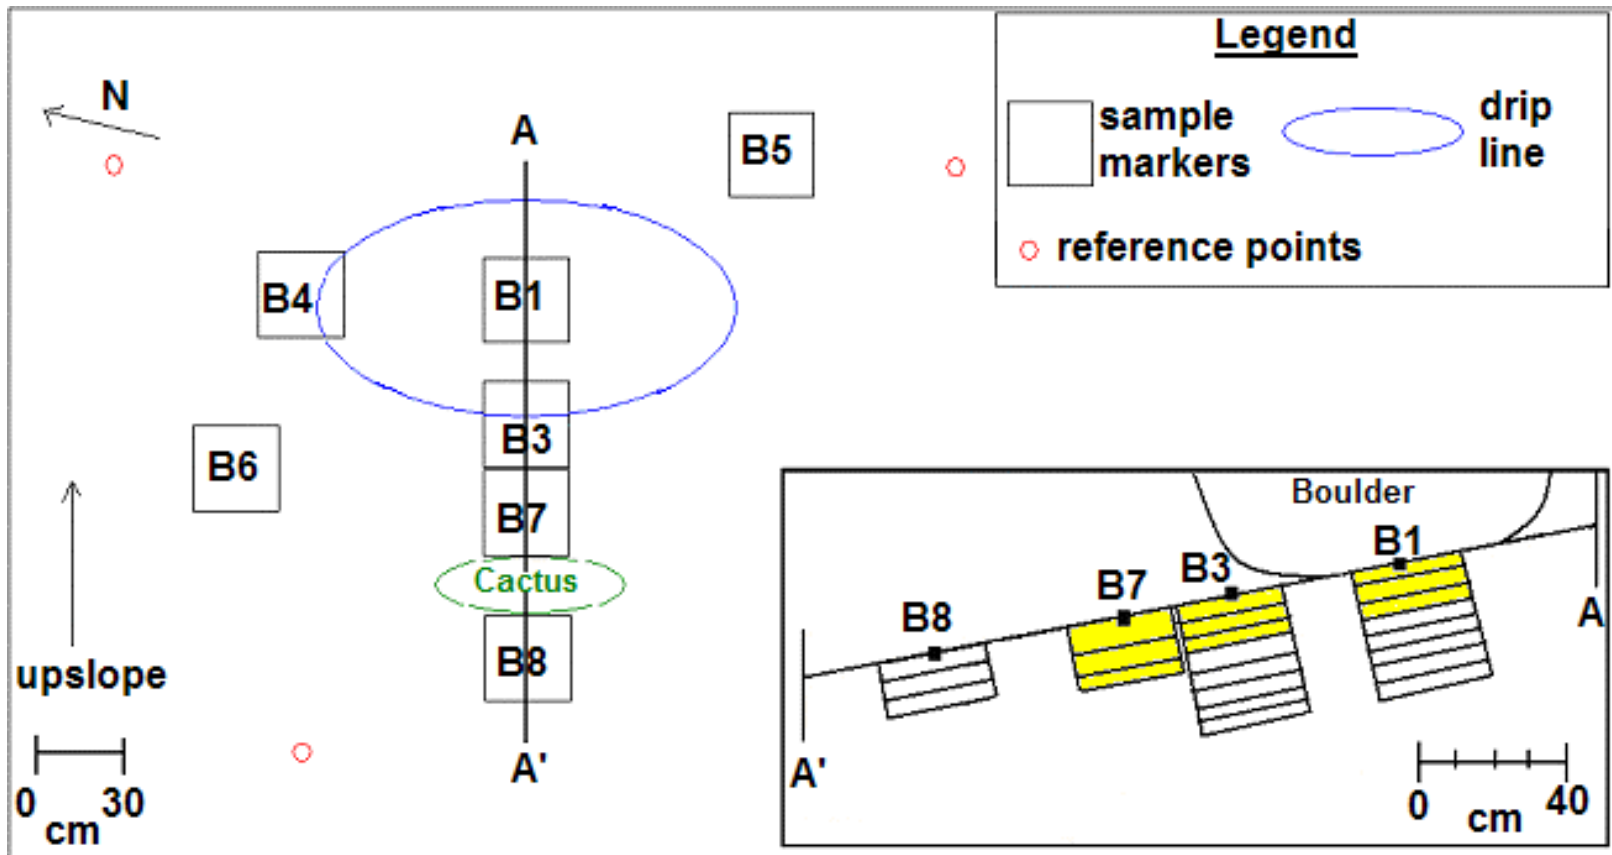 N
A
B5
B4
B1
B3
B6
B7
Cactus
B8
upslope
0 30
cm
A'
Legend
sample
markers
drip
line
reference points
Boulder
B1
B3
B7
B8
A
A'
0 40
cm